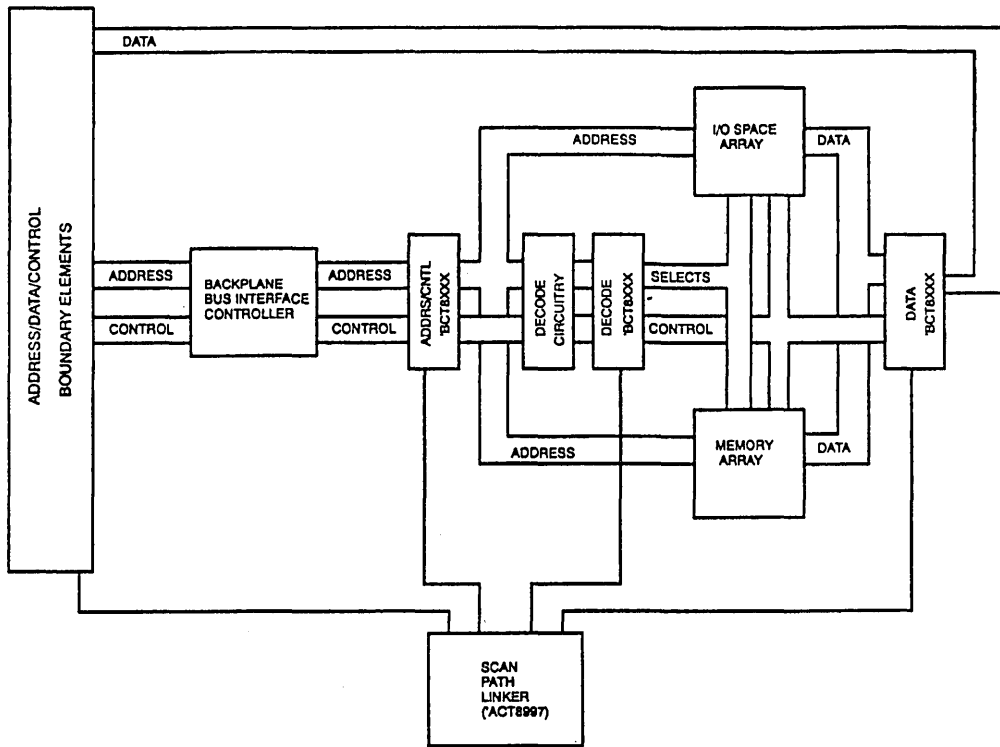 DATA
ADDRESS/DATA/CONTROL
BOUNDARY ELEMENTS
ADDRESS
CONTROL
BACKPLANE
BUS INTERFACE
CONTROLLER
ADDRESS
CONTROL
ADDRS/CNTL
'BCT8XXX
ADDRESS
DECODE
CIRCUITRY
DECODE
'BCT8XXX
SELECTS
CONTROL
I/O SPACE
ARRAY
DATA
DATA
'BCT8XXX
ADDRESS
MEMORY
ARRAY
DATA
SCAN
PATH
LINKER
('ACT8997)